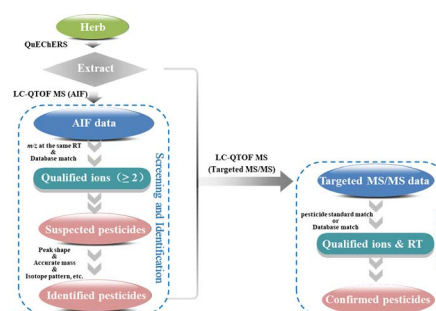 Herb
QuEChERS
Extract
LC-QTOF MS (AIF)
AIF data
m/z at the same RT
&
Database match
Qualified ions (≥ 2)
Suspected pesticides
Peak shape
&
Accurate mass
&
Isotope pattern, etc.
Identified pesticides
Screening and Identification
LC-QTOF MS
(Targeted MS/MS)
Targeted MS/MS data
pesticide standard match
or
Database match
Qualified ions & RT
Confirmed pesticides